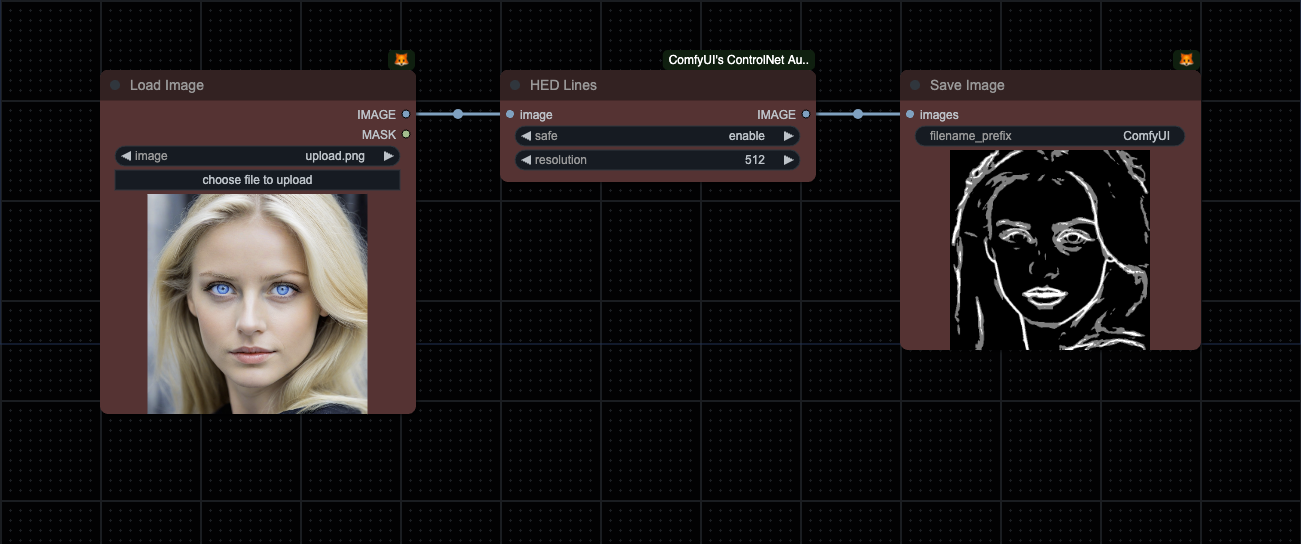 ComfyUI's ControlNet Au..
Load Image
IMAGE
MASK
image upload.png
choose file to upload
HED Lines
image IMAGE
safe enable
resolution 512
Save Image
images
filename_prefix ComfyUI